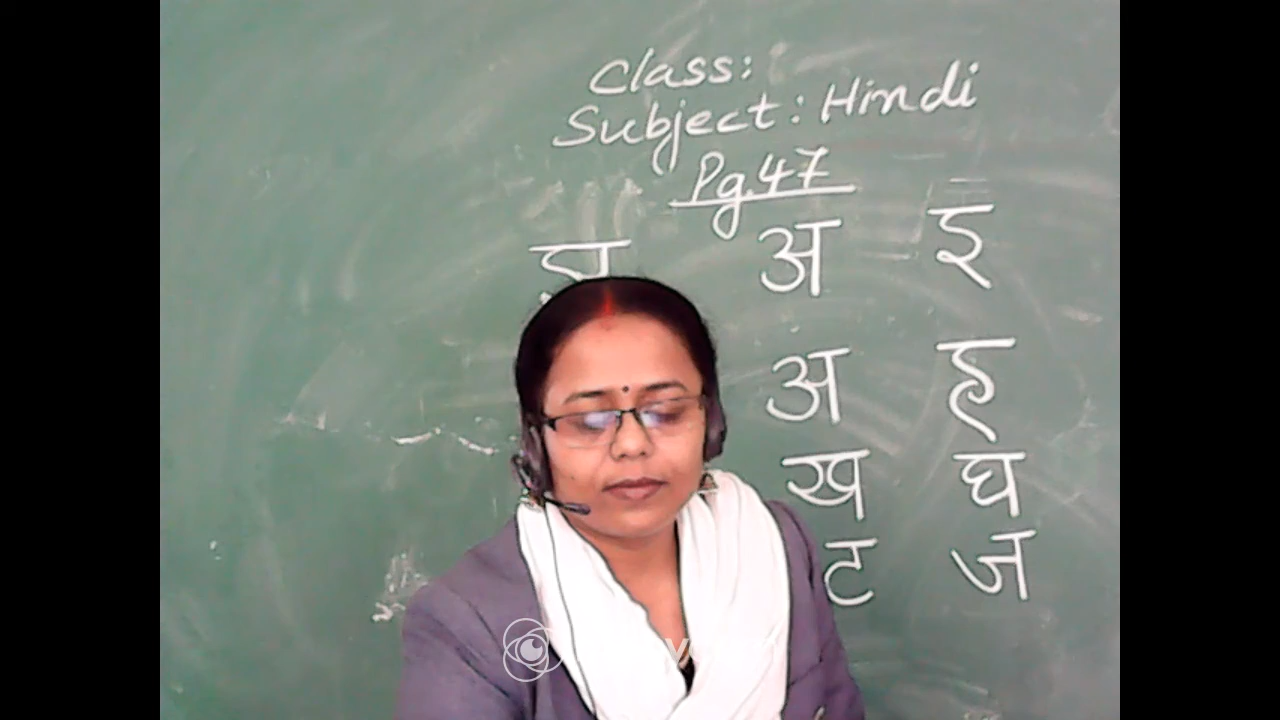 Class:
Subject: Hindi
Pg.47
अ इ
अ ह
ख घ
ट ज